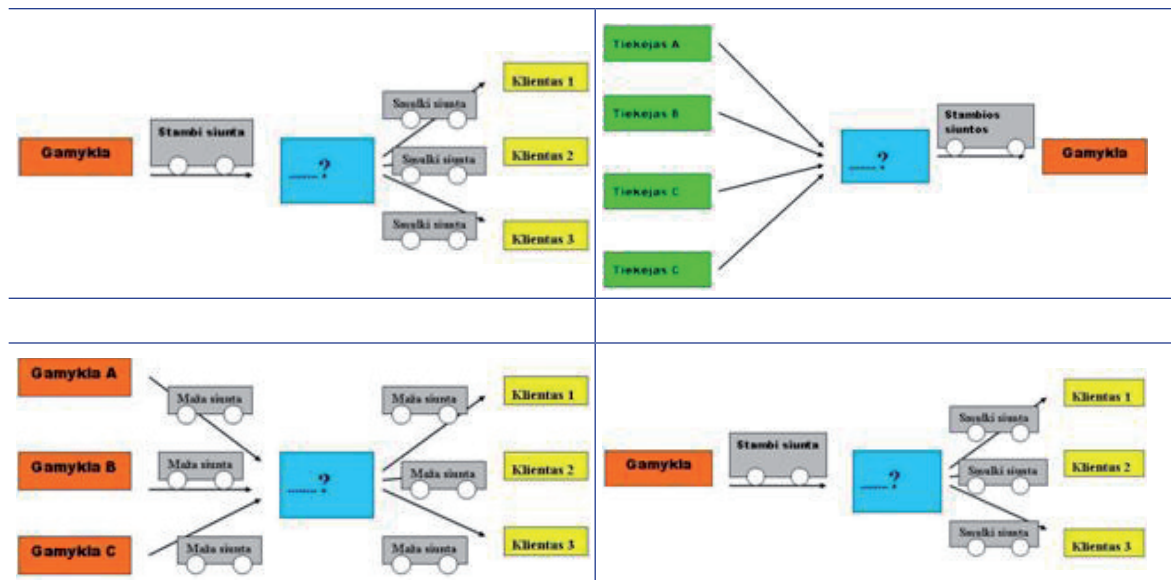 Gamykla
Stambi siunta
...... ?
Smulki siunta
Smulki siunta
Smulki siunta
Klientas 1
Klientas 2
Klientas 3
Tiekejas A
Tiekejas B
Tiekejas C
Tiekejas C
...... ?
Stambios
siuntos
Gamykla
Gamykla A
Gamykla B
Gamykla C
Maža siunta
Maža siunta
Maža siunta
...... ?
Maža siunta
Maža siunta
Maža siunta
Klientas 1
Klientas 2
Klientas 3
Gamykla
Stambi siunta
...... ?
Smulki siunta
Smulki siunta
Smulki siunta
Klientas 1
Klientas 2
Klientas 3